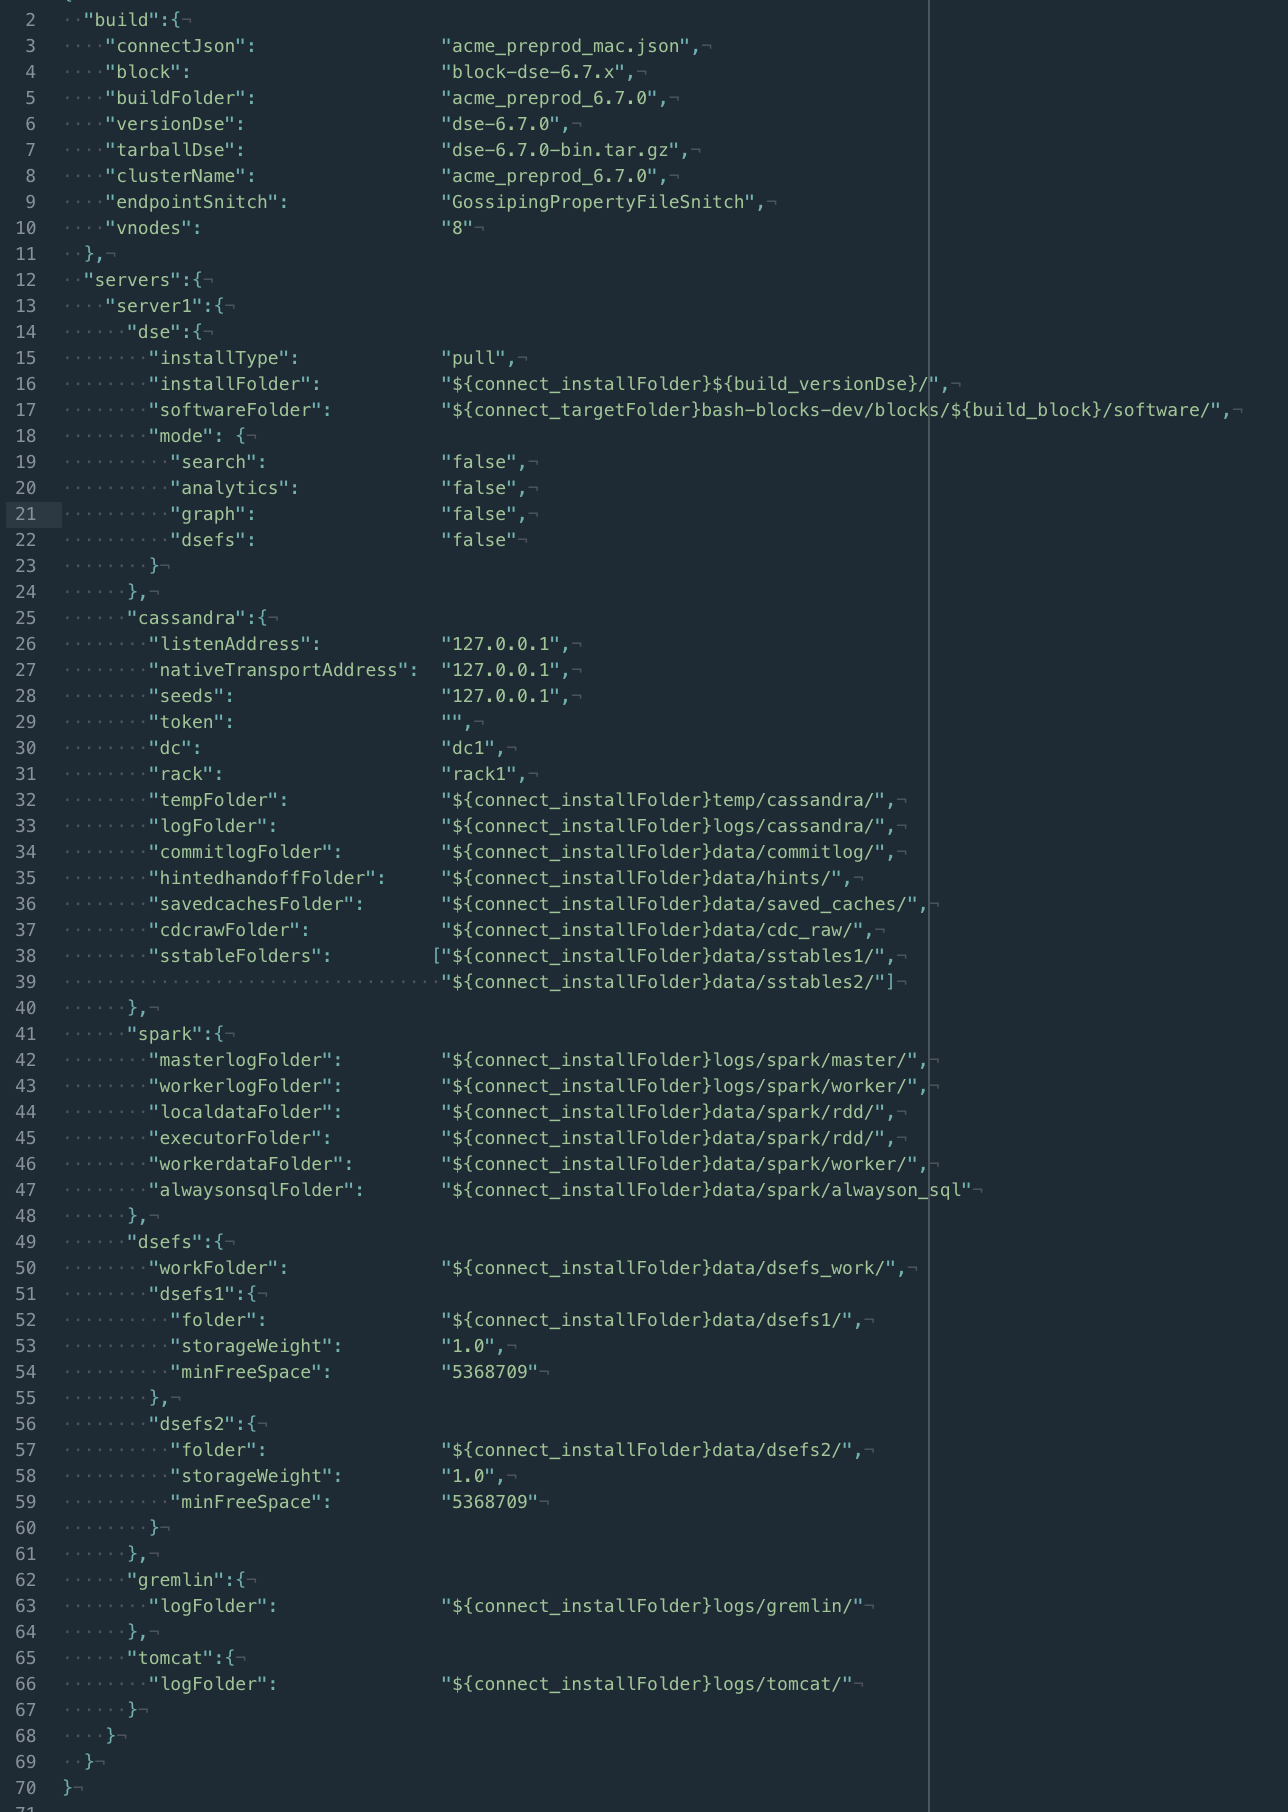 2   "build":{¬
3     "connectJson":                 "acme_preprod_mac.json",¬
4     "block":                       "block-dse-6.7.x",¬
5     "buildFolder":                 "acme_preprod_6.7.0",¬
6     "versionDse":                  "dse-6.7.0",¬
7     "tarballDse":                  "dse-6.7.0-bin.tar.gz",¬
8     "clusterName":                 "acme_preprod_6.7.0",¬
9     "endpointSnitch":              "GossipingPropertyFileSnitch",¬
10     "vnodes":                      "8"¬
11   },¬
12   "servers":{¬
13     "server1":{¬
14       "dse":{¬
15         "installType":             "pull",¬
16         "installFolder":           "${connect_installFolder}${build_versionDse}/",¬
17         "softwareFolder":          "${connect_targetFolder}bash-blocks-dev/blocks/${build_block}/software/",¬
18         "mode": {¬
19           "search":                "false",¬
20           "analytics":             "false",¬
21           "graph":                 "false",¬
22           "dsefs":                 "false"¬
23         }¬
24       },¬
25       "cassandra":{¬
26         "listenAddress":           "127.0.0.1",¬
27         "nativeTransportAddress":  "127.0.0.1",¬
28         "seeds":                   "127.0.0.1",¬
29         "token":                   "",¬
30         "dc":                      "dc1",¬
31         "rack":                    "rack1",¬
32         "tempFolder":              "${connect_installFolder}temp/cassandra/",¬
33         "logFolder":               "${connect_installFolder}logs/cassandra/",¬
34         "commitlogFolder":         "${connect_installFolder}data/commitlog/",¬
35         "hintedhandoffFolder":     "${connect_installFolder}data/hints/",¬
36         "savedcachesFolder":       "${connect_installFolder}data/saved_caches/",¬
37         "cdcrawFolder":            "${connect_installFolder}data/cdc_raw/",¬
38         "sstableFolders":         ["${connect_installFolder}data/sstables1/",¬
39                                    "${connect_installFolder}data/sstables2/"]¬
40       },¬
41       "spark":{¬
42         "masterlogFolder":         "${connect_installFolder}logs/spark/master/",¬
43         "workerlogFolder":         "${connect_installFolder}logs/spark/worker/",¬
44         "localdataFolder":         "${connect_installFolder}data/spark/rdd/",¬
45         "executorFolder":          "${connect_installFolder}data/spark/rdd/",¬
46         "workerdataFolder":        "${connect_installFolder}data/spark/worker/",¬
47         "alwaysonsqlFolder":       "${connect_installFolder}data/spark/alwayson_sql"¬
48       },¬
49       "dsefs":{¬
50         "workFolder":              "${connect_installFolder}data/dsefs_work/",¬
51         "dsefs1":{¬
52           "folder":                "${connect_installFolder}data/dsefs1/",¬
53           "storageWeight":         "1.0",¬
54           "minFreeSpace":          "5368709"¬
55         },¬
56         "dsefs2":{¬
57           "folder":                "${connect_installFolder}data/dsefs2/",¬
58           "storageWeight":         "1.0",¬
59           "minFreeSpace":          "5368709"¬
60         }¬
61       },¬
62       "gremlin":{¬
63         "logFolder":               "${connect_installFolder}logs/gremlin/"¬
64       },¬
65       "tomcat":{¬
66         "logFolder":               "${connect_installFolder}logs/tomcat/"¬
67       }¬
68     }¬
69   }¬
70 }¬
71